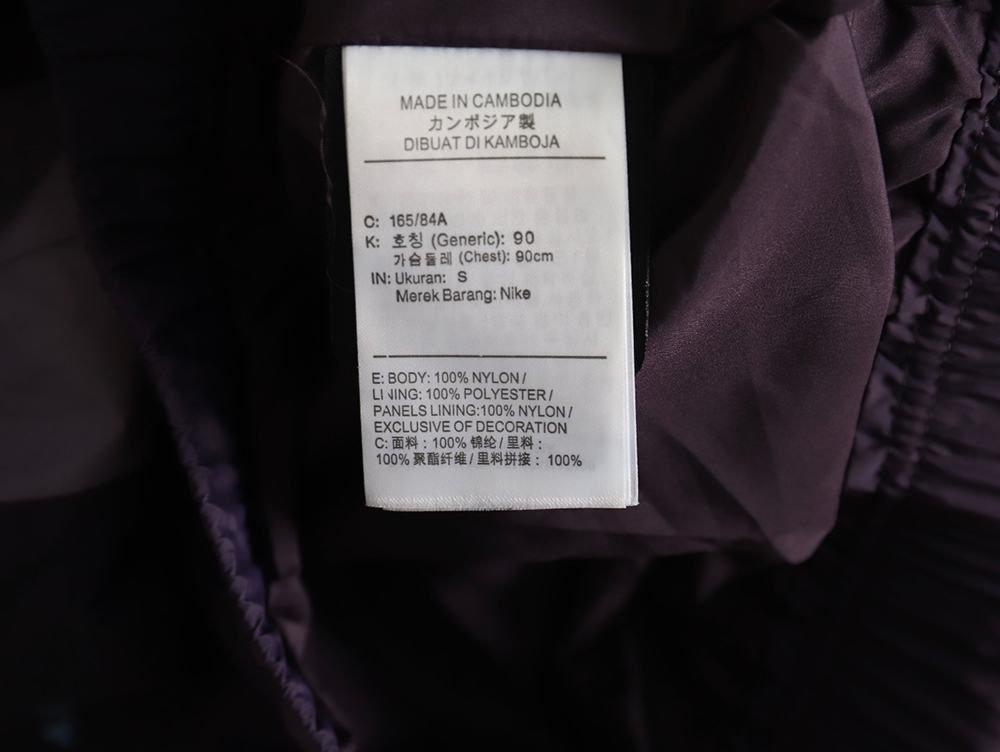 MADE IN CAMBODIA
カンボジア製
DIBUAT DI KAMBOJA
C: 165/84A
K: 호칭 (Generic): 90
가슴둘레 (Chest): 90cm
IN: Ukuran: S
Merek Barang: Nike
E: BODY: 100% NYLON /
LINING: 100% POLYESTER /
PANELS LINING:100% NYLON /
EXCLUSIVE OF DECORATION
C: 面料 : 100% 锦纶 / 里料 :
100% 聚酯纤维 / 里料拼接 : 100%